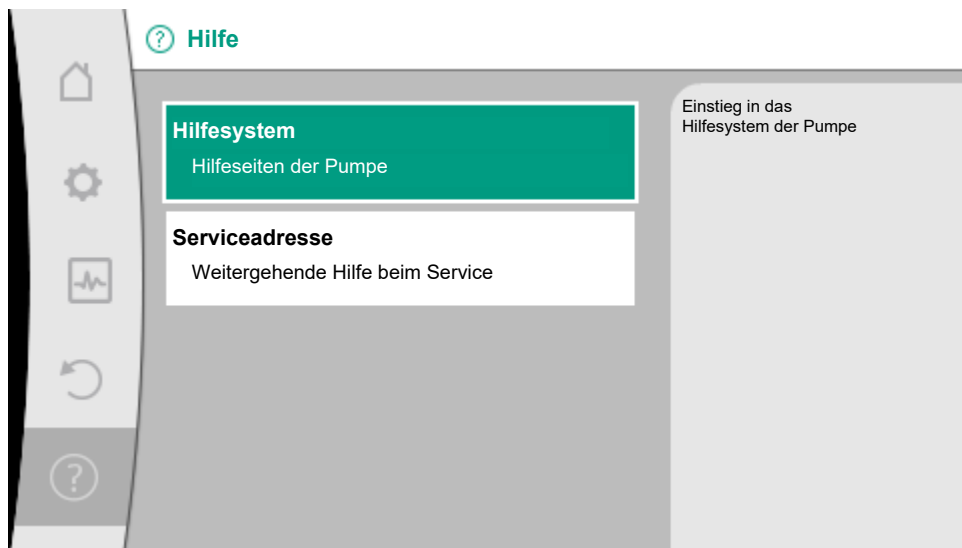 Hilfe
Hilfesystem
Hilfeseiten der Pumpe
Serviceadresse
Weitergehende Hilfe beim Service
Einstieg in das
Hilfesystem der Pumpe